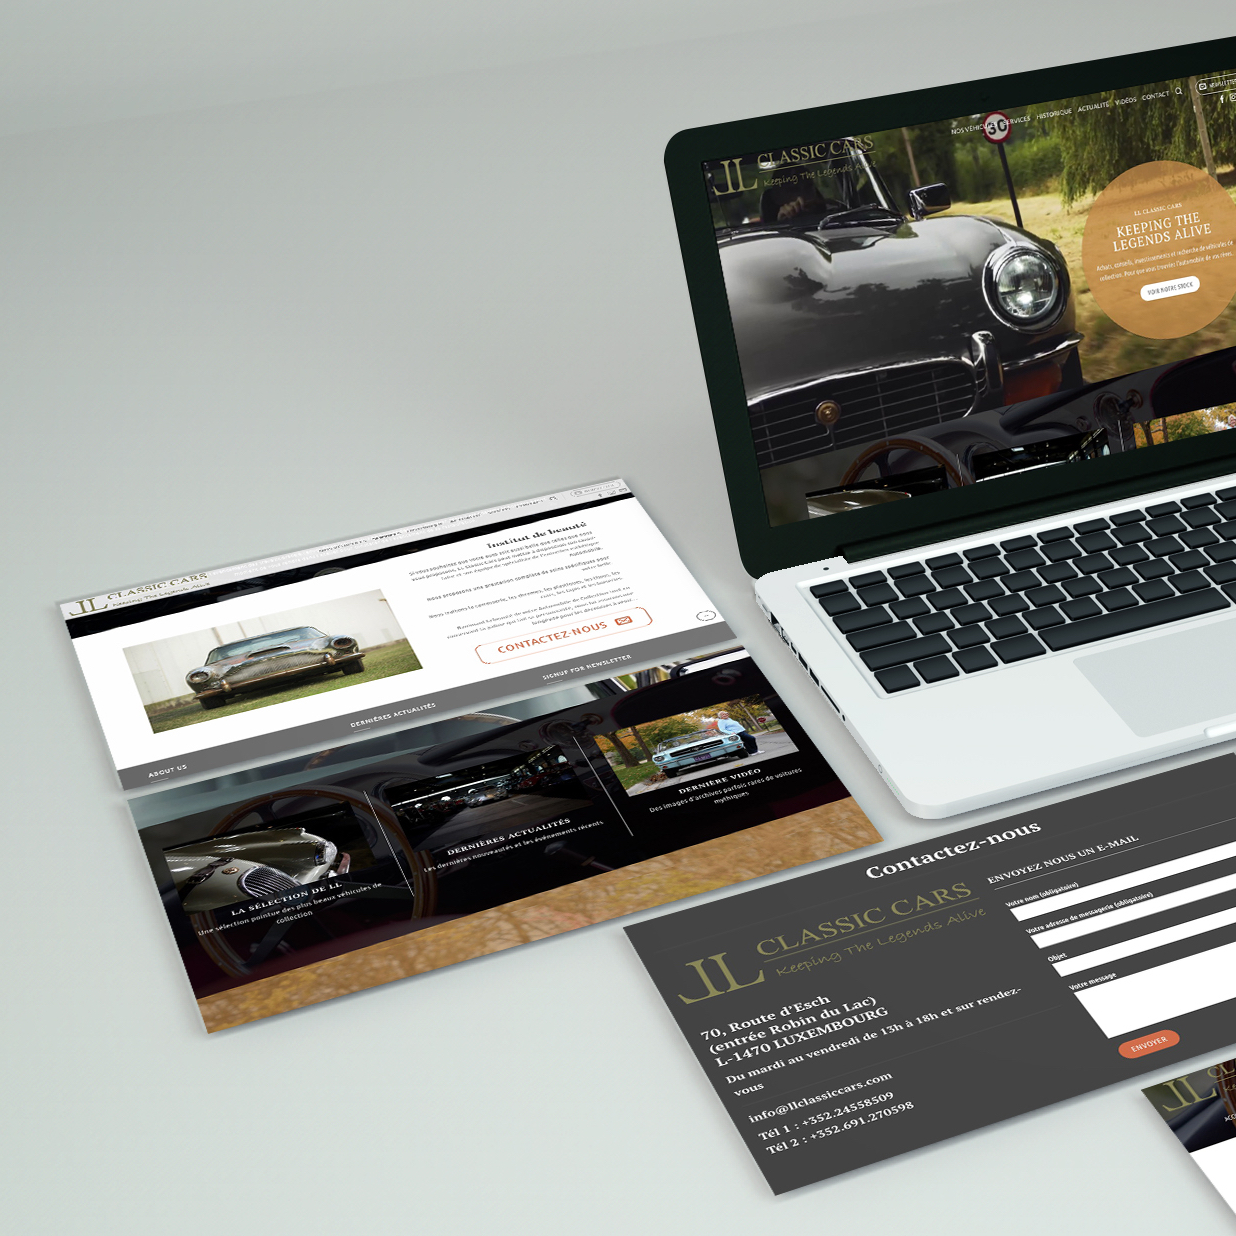 LL CLASSIC CARS
Keeping The Legends Alive
NOS VÉHICULES SERVICES HISTORIQUE ACTUALITÉ VIDÉOS CONTACT
30
LL CLASSIC CARS
KEEPING THE
LEGENDS ALIVE
Achats, conseils, investissements et recherche de véhicules de
collection. Pour que vous trouviez l'automobile de vos rêves.
VOIR NOTRE STOCK
LL CLASSIC CARS
Keeping The Legends Alive
Institut de beauté
CONTACTEZ-NOUS
ABOUT US
DERNIÈRES ACTUALITÉS
SIGNUP FOR NEWSLETTER
LA SÉLECTION DE LL
Une sélection pointue des plus beaux véhicules de
collection
DERNIÈRES ACTUALITÉS
Les dernières nouveautés et les événements récents
DERNIÈRE VIDÉO
Des images d'archives parfois rares de voitures
mythiques
Contactez-nous
LL CLASSIC CARS
Keeping The Legends Alive
70, Route d'Esch
(entrée Robin du Lac)
L-1470 LUXEMBOURG
Du mardi au vendredi de 13h à 18h et sur rendez-
vous
info@llclassiccars.com
Tél 1 : +352.24558509
Tél 2 : +352.691.270598
ENVOYEZ NOUS UN E-MAIL
Votre nom (obligatoire)
Votre adresse de messagerie (obligatoire)
Objet
Votre message
ENVOYER
LL